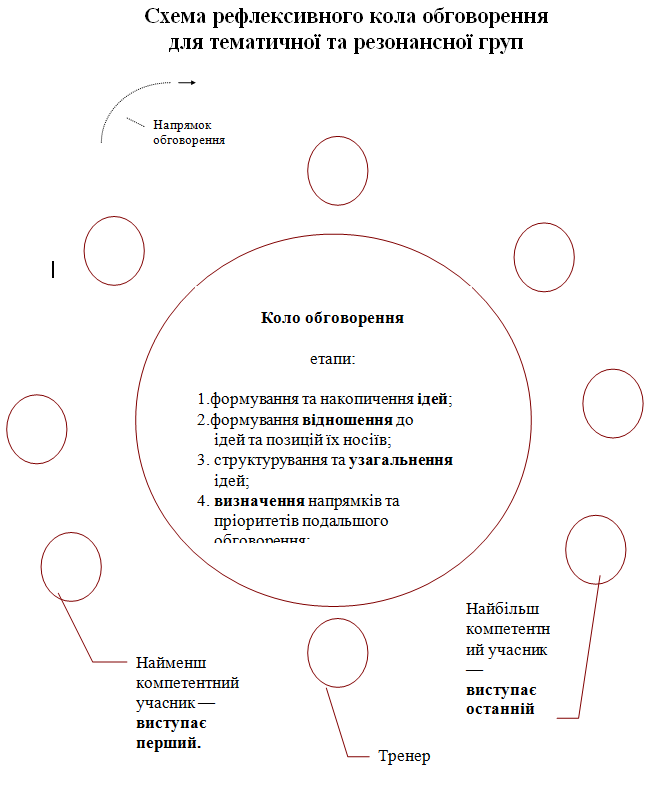 Схема рефлексивного кола обговорення
для тематичної та резонансної груп
Напрямок
обговорення
Коло обговорення
етапи:
1.формування та накопичення ідей;
2.формування відношення до
ідей та позицій їх носіїв;
3. структурування та узагальнення
ідей;
4. визначення напрямків та
пріоритетів подальшого
обговорення;
Найбільш
компетентн
ий учасник
—
виступає
останній
Найменш
компетентний
учасник —
виступає
перший.
Тренер